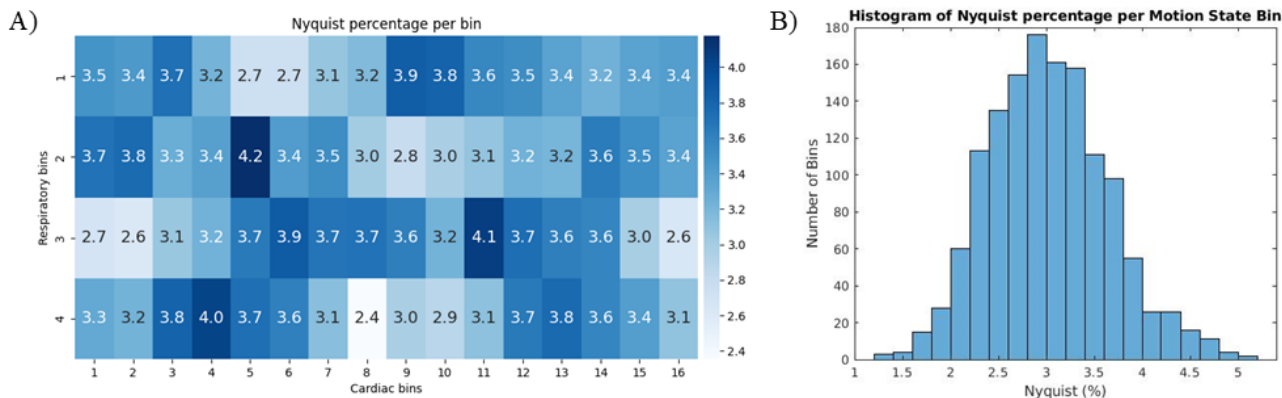 A)
Nyquist percentage per bin
1 3.5 3.4 3.7 3.2 2.7 2.7 3.1 3.2 3.9 3.8 3.6 3.5 3.4 3.2 3.4 3.4
2 3.7 3.8 3.3 3.4 4.2 3.4 3.5 3.0 2.8 3.0 3.1 3.2 3.2 3.6 3.5 3.4
3 2.7 2.6 3.1 3.2 3.7 3.9 3.7 3.7 3.6 3.2 4.1 3.7 3.6 3.6 3.0 2.6
4 3.3 3.2 3.8 4.0 3.7 3.6 3.1 2.4 3.0 2.9 3.1 3.7 3.8 3.6 3.4 3.1
Respiratory bins
1 2 3 4 5 6 7 8 9 10 11 12 13 14 15 16
Cardiac bins
4.0
3.8
3.6
3.4
3.2
3.0
2.8
2.6
2.4
B)
Histogram of Nyquist percentage per Motion State Bin
180
160
140
120
100
80
60
40
20
0
Number of Bins
1 1.5 2 2.5 3 3.5 4 4.5 5
Nyquist (%)